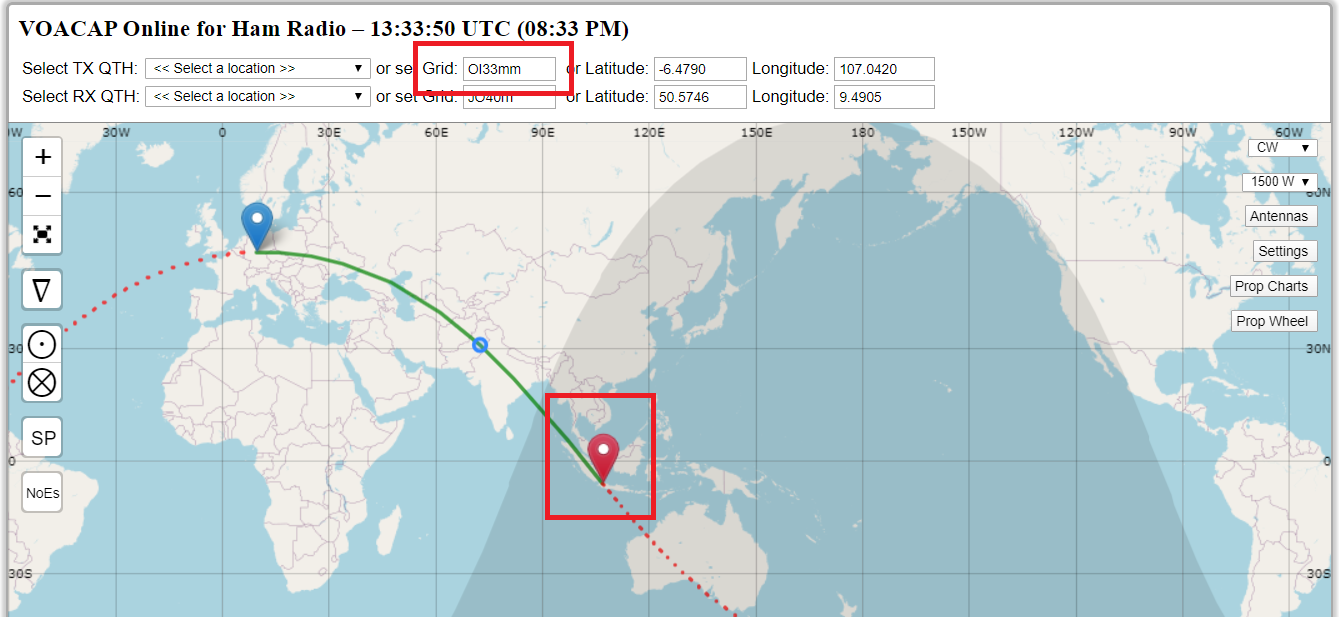 VOACAP Online for Ham Radio – 13:33:50 UTC (08:33 PM)
Select TX QTH: << Select a location >> or set Grid: OI33mm or Latitude: -6.4790 Longitude: 107.0420
Select RX QTH: << Select a location >> or set Grid: JO40m or Latitude: 50.5746 Longitude: 9.4905
W 30W 0 30E 60E 90E 120E 150E 180 150W 120W 90W 60W
CW
+
1500 W
60 60N
−
Antennas
Settings
Prop Charts
Prop Wheel
30 30N
SP
0 0
NoEs
30S 30S